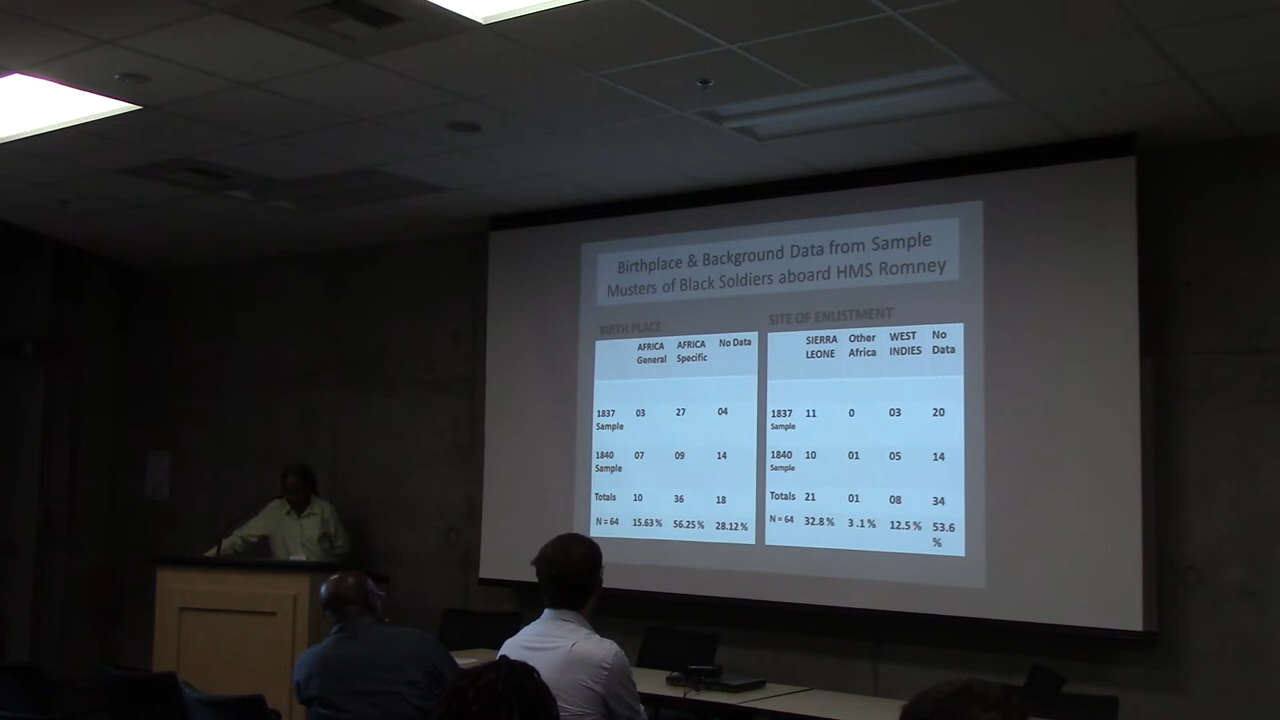 Birthplace & Background Data from Sample
Musters of Black Soldiers aboard HMS Romney
BIRTH PLACE
AFRICA General AFRICA Specific No Data
1837 Sample 03 27 04
1840 Sample 07 09 14
Totals 10 36 18
N = 64 15.63 % 56.25 % 28.12 %
SITE OF ENLISTMENT
SIERRA LEONE Other Africa WEST INDIES No Data
1837 Sample 11 0 03 20
1840 Sample 10 01 05 14
Totals 21 01 08 34
N = 64 32.8 % 3 .1 % 12.5 % 53.6 %